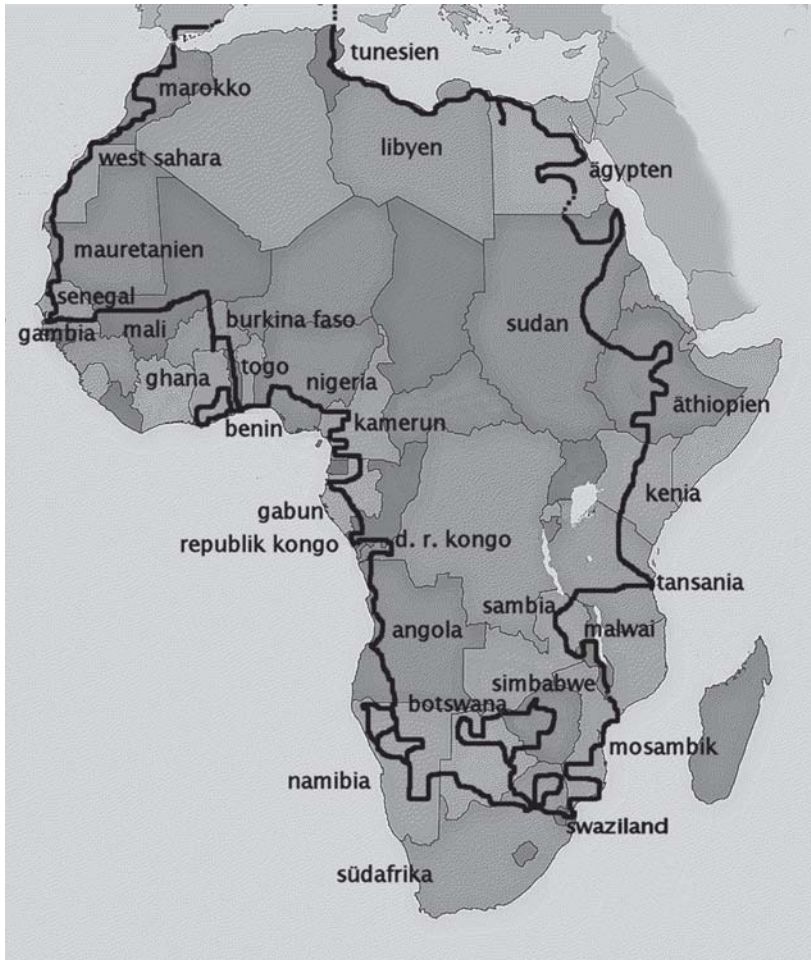 tunesien
marokko
libyen
west sahara
ägypten
mauretanien
senegal
gambia
mali
burkina faso
sudan
ghana
togo
nigeria
äthiopien
benin
kamerun
kenia
gabun
republik kongo
d. r. kongo
tansania
sambia
angola
malwai
simbabwe
botswana
mosambik
namibia
swaziland
südafrika